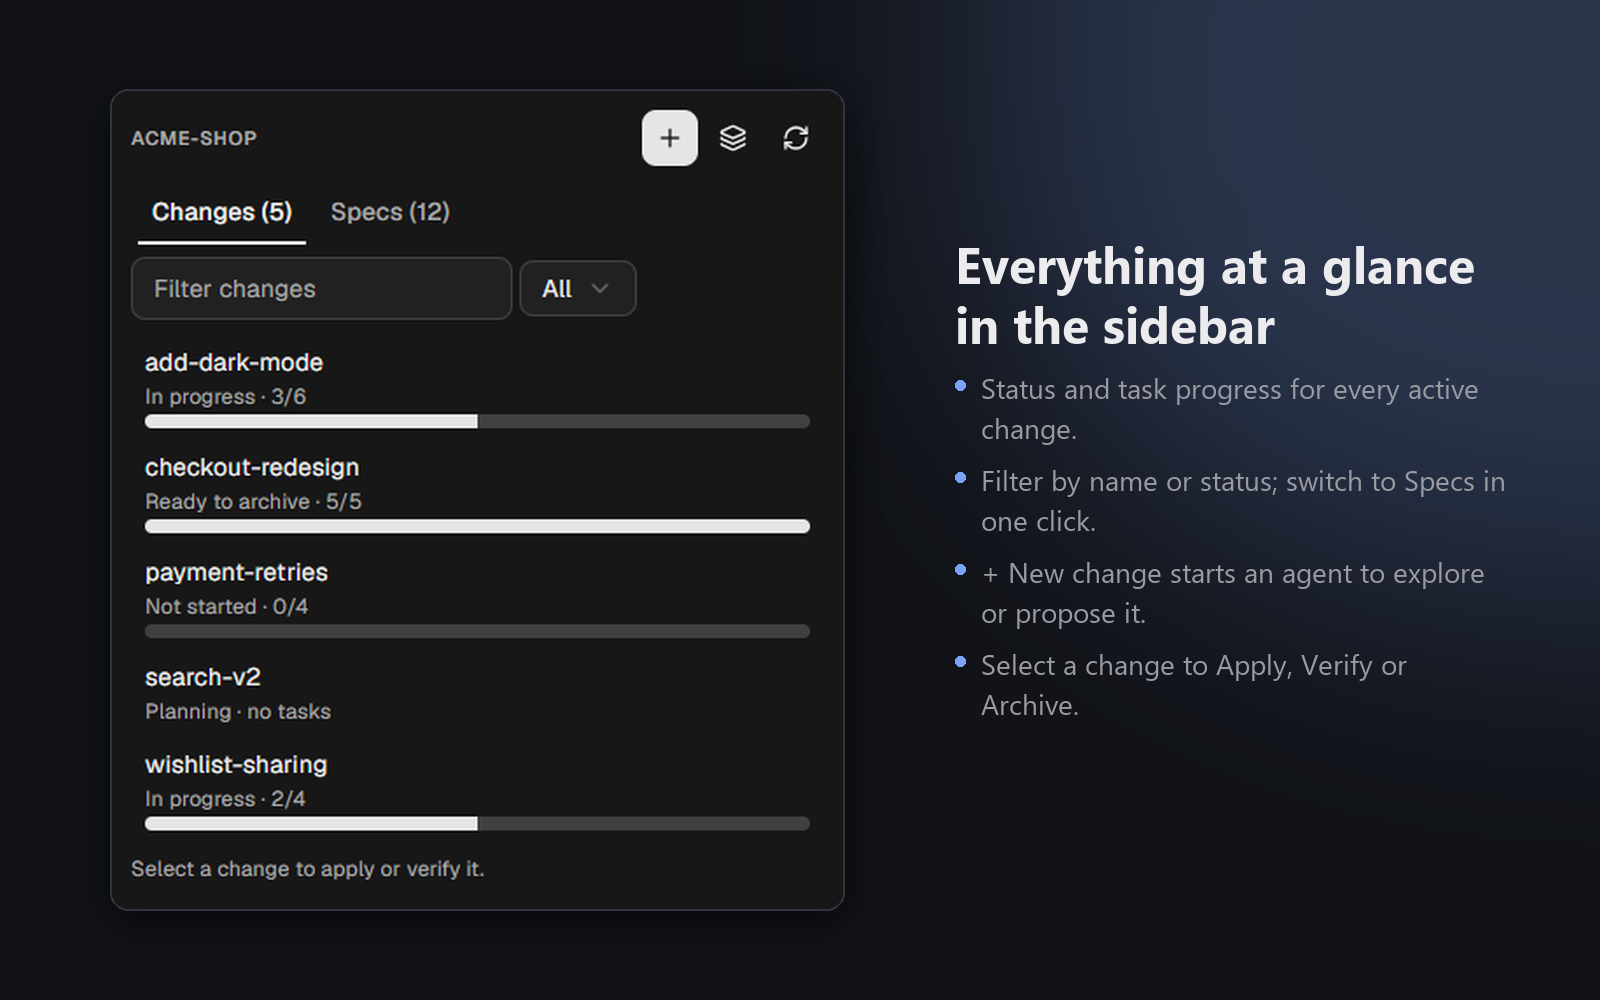 ACME-SHOP
Changes (5)
Specs (12)
Filter changes
All
add-dark-mode
In progress · 3/6
checkout-redesign
Ready to archive · 5/5
payment-retries
Not started · 0/4
search-v2
Planning · no tasks
wishlist-sharing
In progress · 2/4
Select a change to apply or verify it.
Everything at a glance
in the sidebar
Status and task progress for every active
change.
Filter by name or status; switch to Specs in
one click.
+ New change starts an agent to explore
or propose it.
Select a change to Apply, Verify or
Archive.